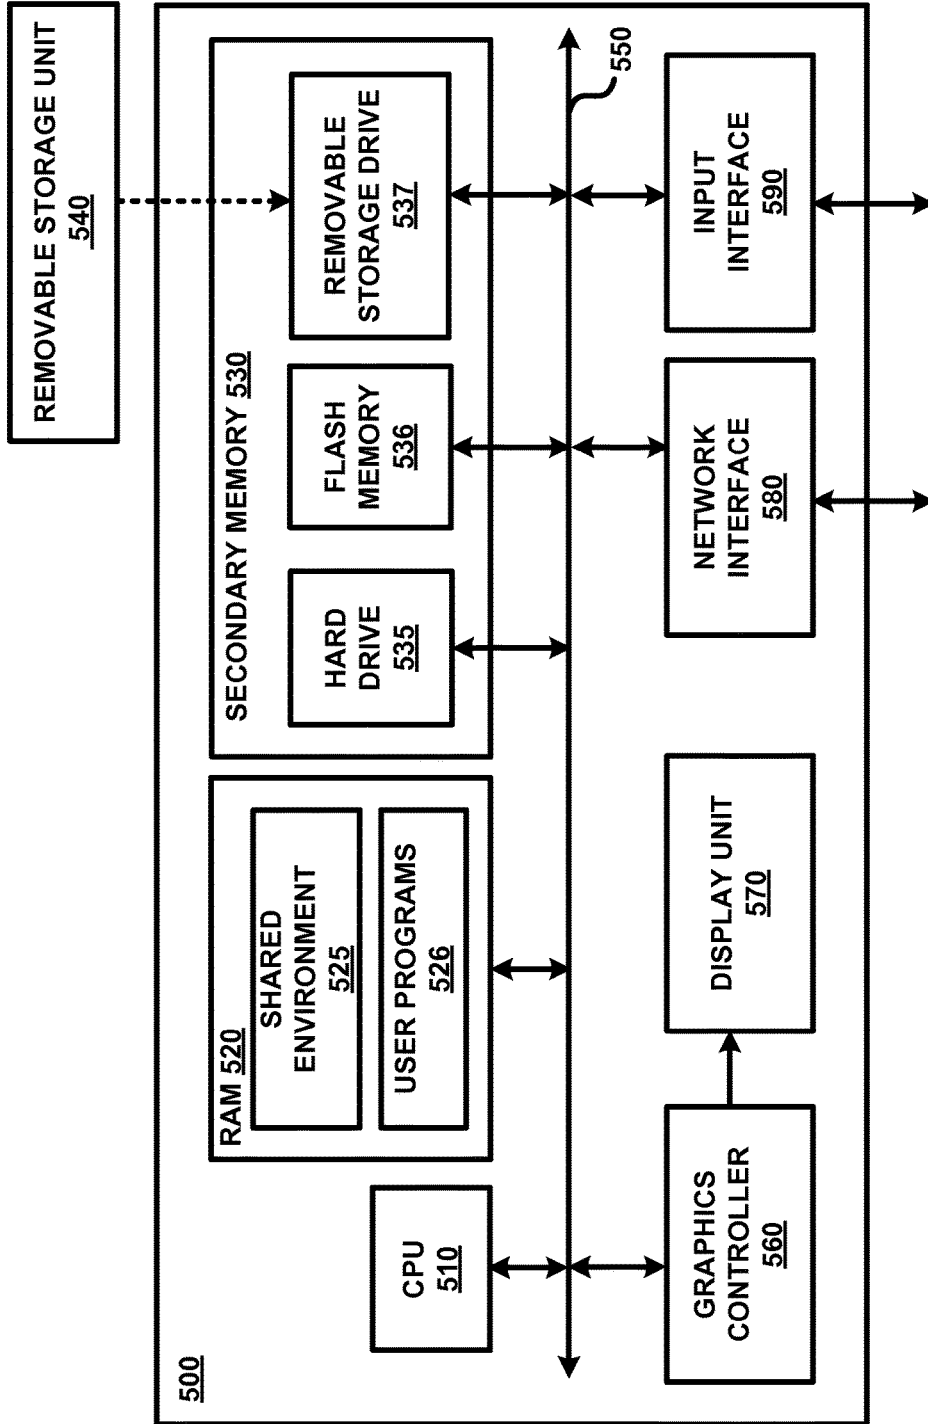 500
CPU
510
RAM 520
SHARED
ENVIRONMENT
525
USER PROGRAMS
526
SECONDARY MEMORY 530
HARD
DRIVE
535
FLASH
MEMORY
536
REMOVABLE
STORAGE DRIVE
537
REMOVABLE STORAGE UNIT
540
550
GRAPHICS
CONTROLLER
560
DISPLAY UNIT
570
NETWORK
INTERFACE
580
INPUT
INTERFACE
590